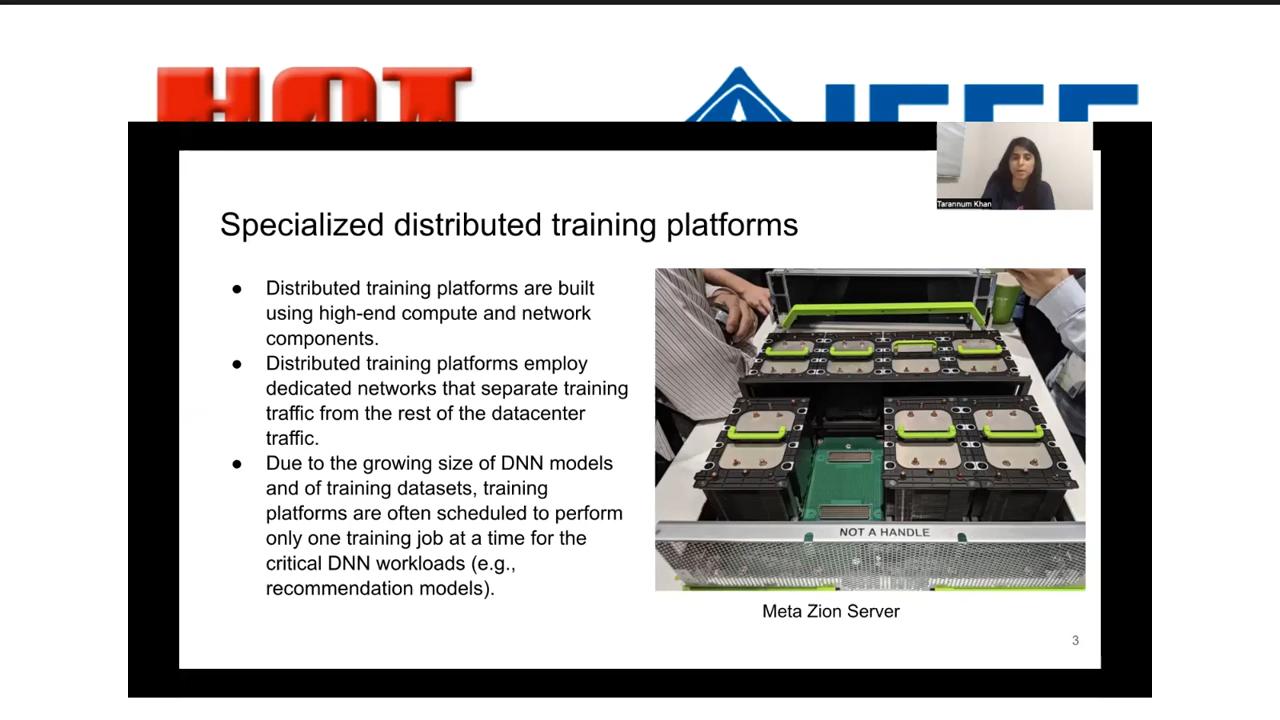 HOT
IEEE
Tarannum Khan
Specialized distributed training platforms
● Distributed training platforms are built
using high-end compute and network
components.
● Distributed training platforms employ
dedicated networks that separate training
traffic from the rest of the datacenter
traffic.
● Due to the growing size of DNN models
and of training datasets, training
platforms are often scheduled to perform
only one training job at a time for the
critical DNN workloads (e.g.,
recommendation models).
NOT A HANDLE
Meta Zion Server
3